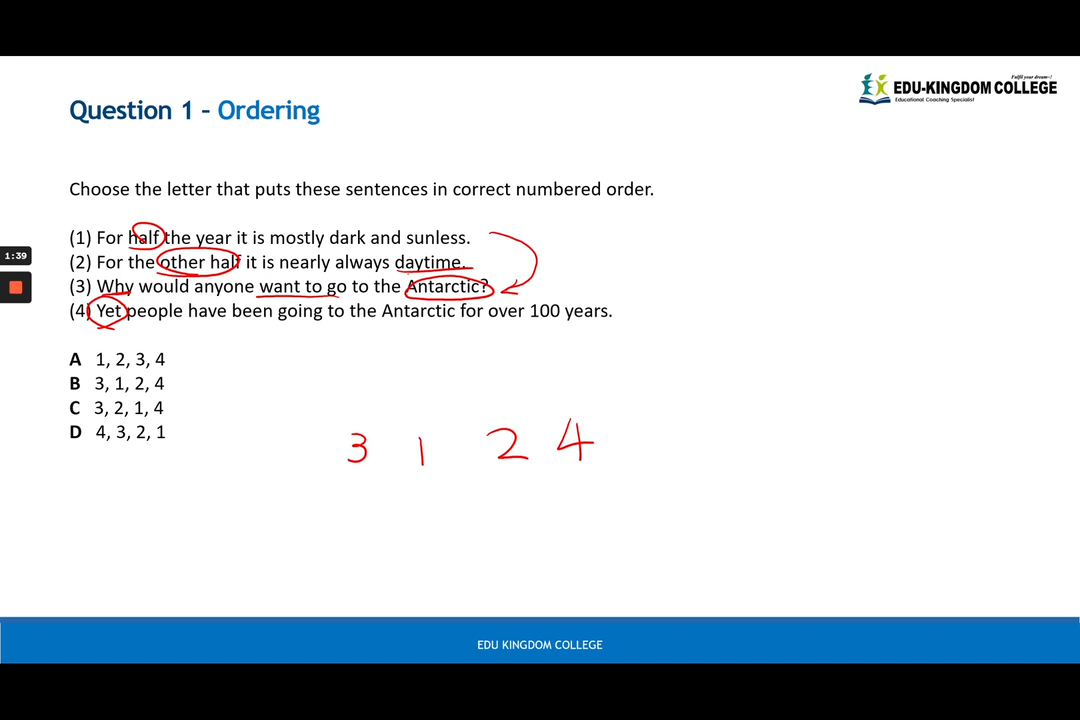 Fulfil your dream~!
EDU-KINGDOM COLLEGE
Educational Coaching Specialist
Question 1 – Ordering
Choose the letter that puts these sentences in correct numbered order.
(1) For half the year it is mostly dark and sunless.
1:39
(2) For the other half it is nearly always daytime.
(3) Why would anyone want to go to the Antarctic?
(4) Yet people have been going to the Antarctic for over 100 years.
A 1, 2, 3, 4
B 3, 1, 2, 4
C 3, 2, 1, 4
D 4, 3, 2, 1
3 1 2 4
EDU KINGDOM COLLEGE